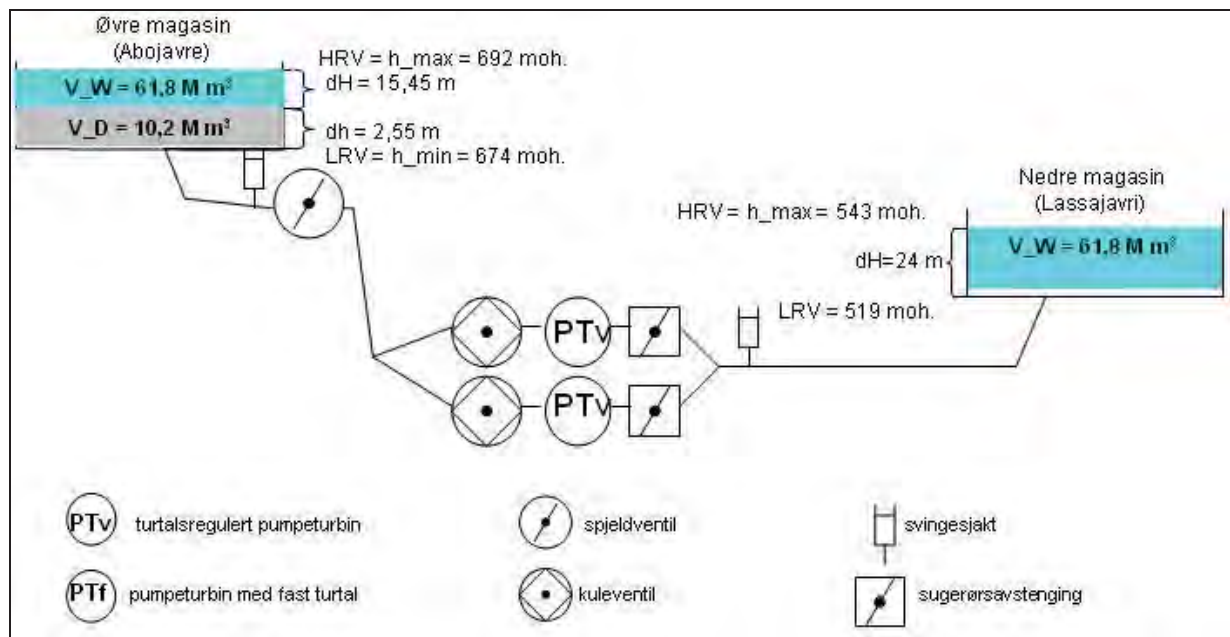 Øvre magasin
(Abojavre)
HRV = h_max = 692 moh.
dH = 15,45 m
V_W = 61,8 M m³
V_D = 10,2 M m³
dh = 2,55 m
LRV = h_min = 674 moh.
Nedre magasin
(Lassajavri)
HRV = h_max = 543 moh.
V_W = 61,8 M m³
dH=24 m
LRV = 519 moh.
PTv
PTv
PTv turtalsregulert pumpeturbin
spjeldventil
svingesjakt
PTf pumpeturbin med fast turtal
kuleventil
sugerørsavstenging